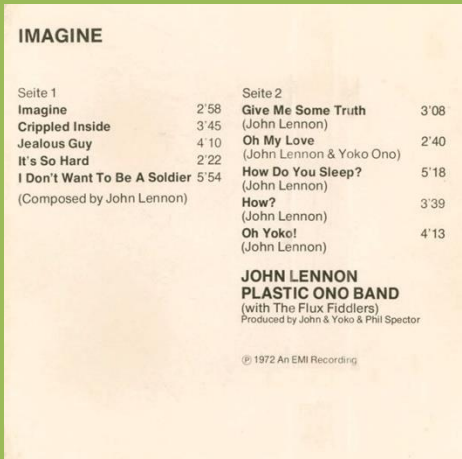 IMAGINE
Seite 1
Imagine 2'58
Crippled Inside 3'45
Jealous Guy 4'10
It's So Hard 2'22
I Don't Want To Be A Soldier 5'54
(Composed by John Lennon)
Seite 2
Give Me Some Truth 3'08
(John Lennon)
Oh My Love 2'40
(John Lennon & Yoko Ono)
How Do You Sleep? 5'18
(John Lennon)
How? 3'39
(John Lennon)
Oh Yoko! 4'13
(John Lennon)
JOHN LENNON
PLASTIC ONO BAND
(with The Flux Fiddlers)
Produced by John & Yoko & Phil Spector
℗ 1972 An EMI Recording